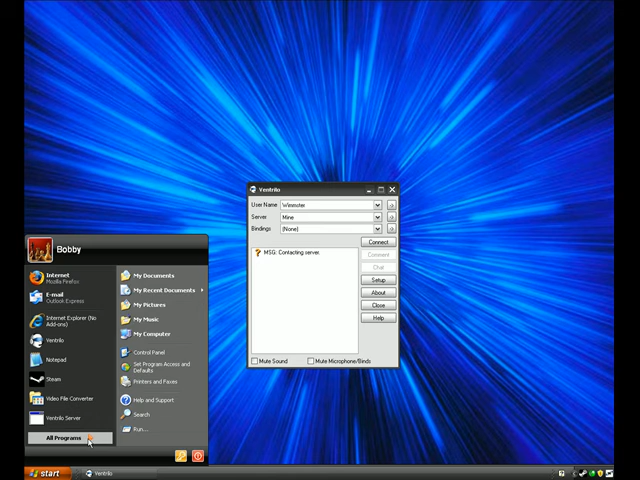 Ventrilo
User Name
Wimmster
Server
Mine
Bindings
(None)
Connect
MSG: Contacting server.
Comment
Chat
Setup
About
Close
Help
Mute Sound
Mute Microphone/Binds
Bobby
Internet
Mozilla Firefox
E-mail
Outlook Express
Internet Explorer (No
Add-ons)
Ventrilo
Notepad
Steam
Video File Converter
Ventrilo Server
All Programs
My Documents
My Recent Documents
My Pictures
My Music
My Computer
Control Panel
Set Program Access and
Defaults
Printers and Faxes
Help and Support
Search
Run...
start
Ventrilo